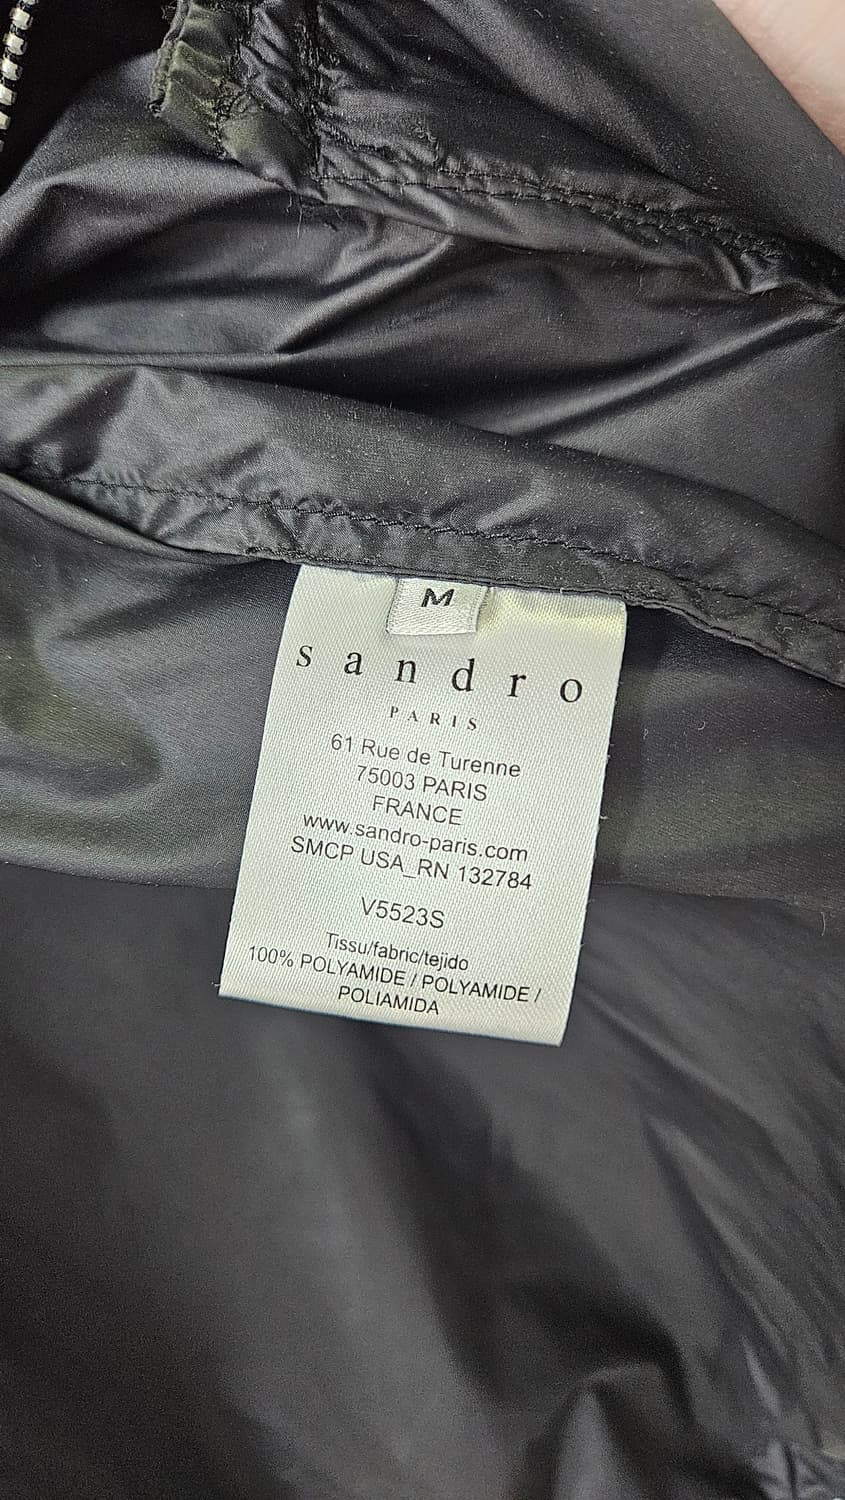 M
sandro
PARIS
61 Rue de Turenne
75003 PARIS
FRANCE
www.sandro-paris.com
SMCP USA_RN 132784
V5523S
Tissu/fabric/tejido
100% POLYAMIDE / POLYAMIDE /
POLIAMIDA